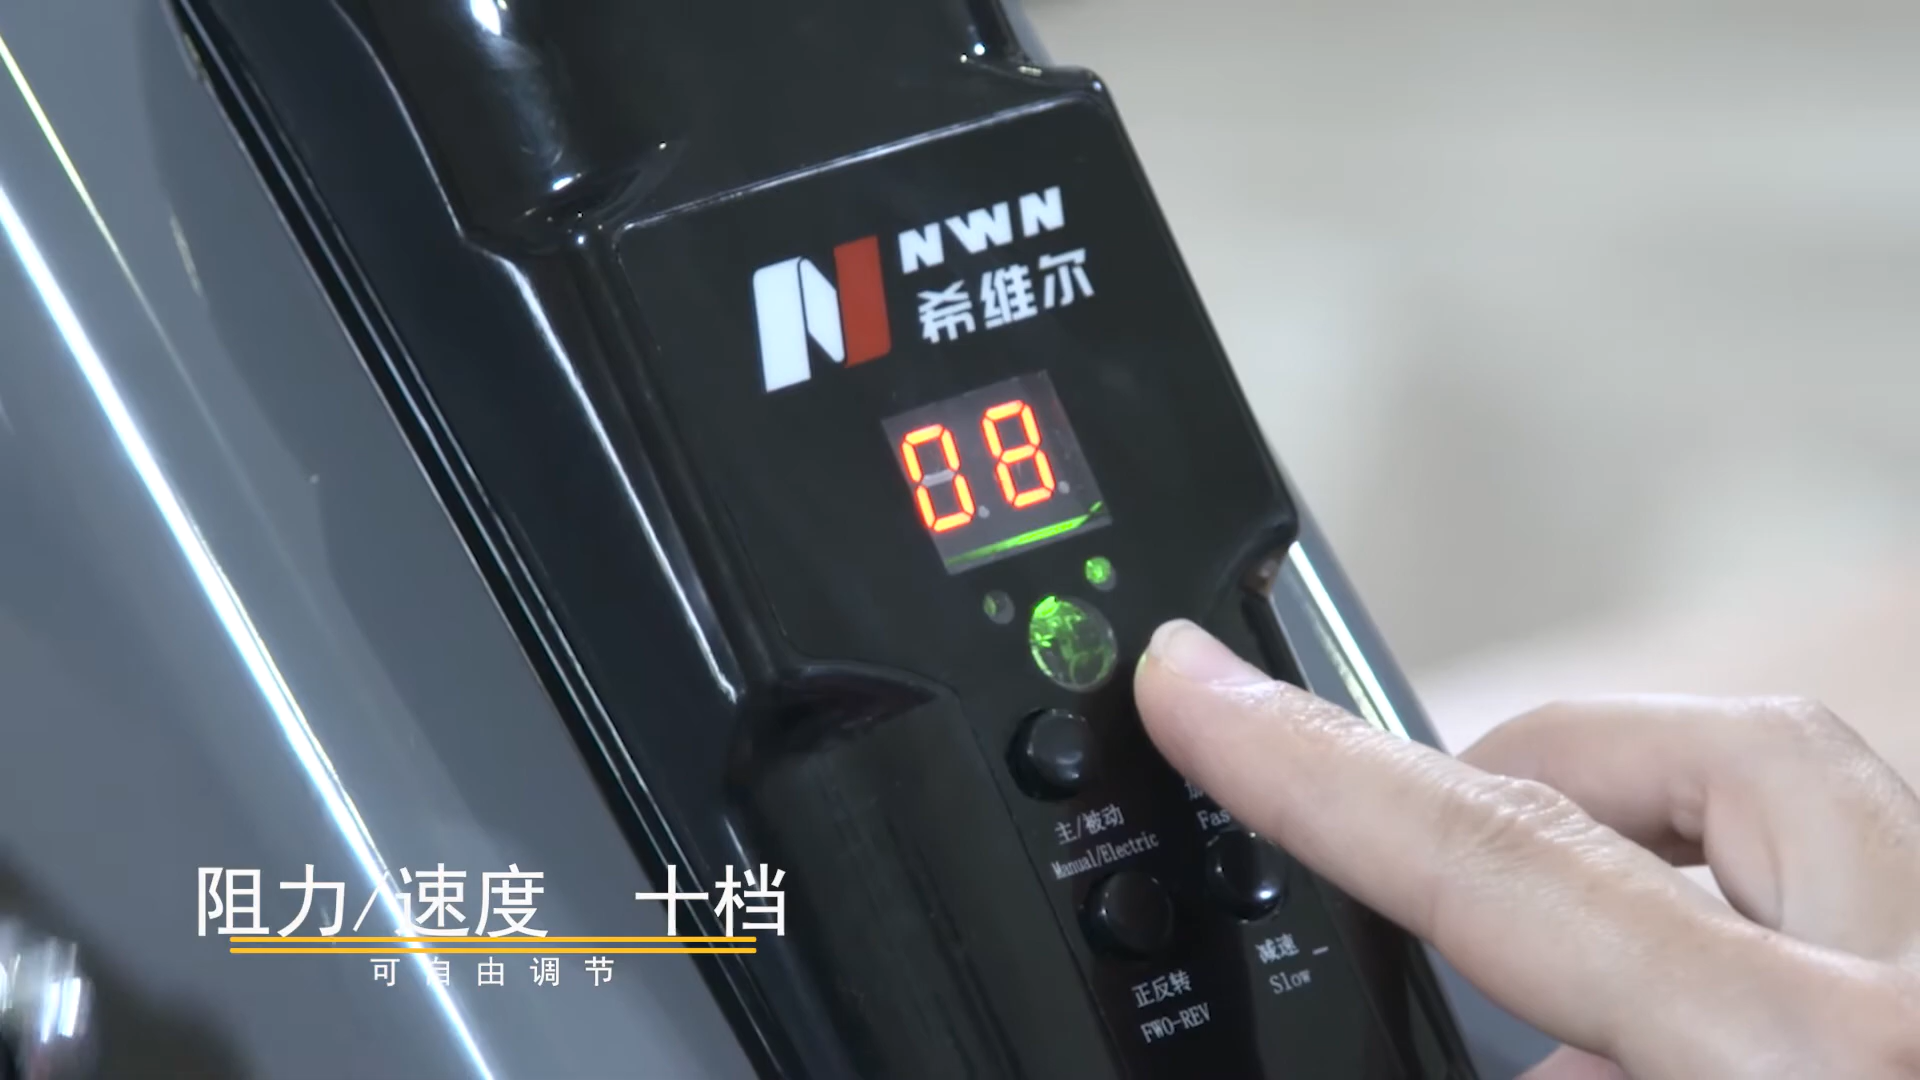 NWN
希维尔
08
主/被动
Manual/Electric
Fas
正反转
FWO-REV
减速 —
Slow
阻力/速度 十档
可自由调节